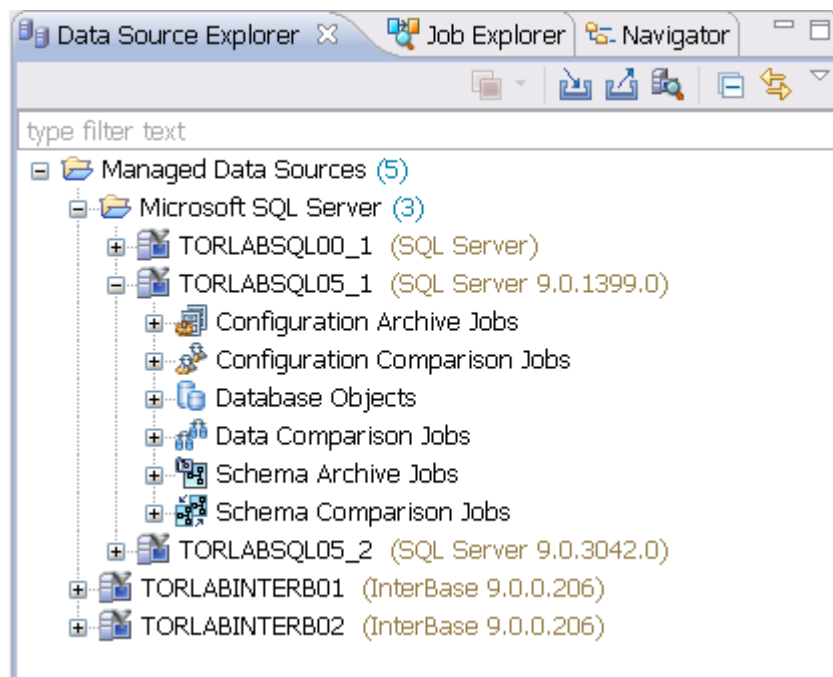 Data Source Explorer Job Explorer Navigator
type filter text
Managed Data Sources (5)
Microsoft SQL Server (3)
TORLABSQL00_1 (SQL Server)
TORLABSQL05_1 (SQL Server 9.0.1399.0)
Configuration Archive Jobs
Configuration Comparison Jobs
Database Objects
Data Comparison Jobs
Schema Archive Jobs
Schema Comparison Jobs
TORLABSQL05_2 (SQL Server 9.0.3042.0)
TORLABINTERB01 (InterBase 9.0.0.206)
TORLABINTERB02 (InterBase 9.0.0.206)